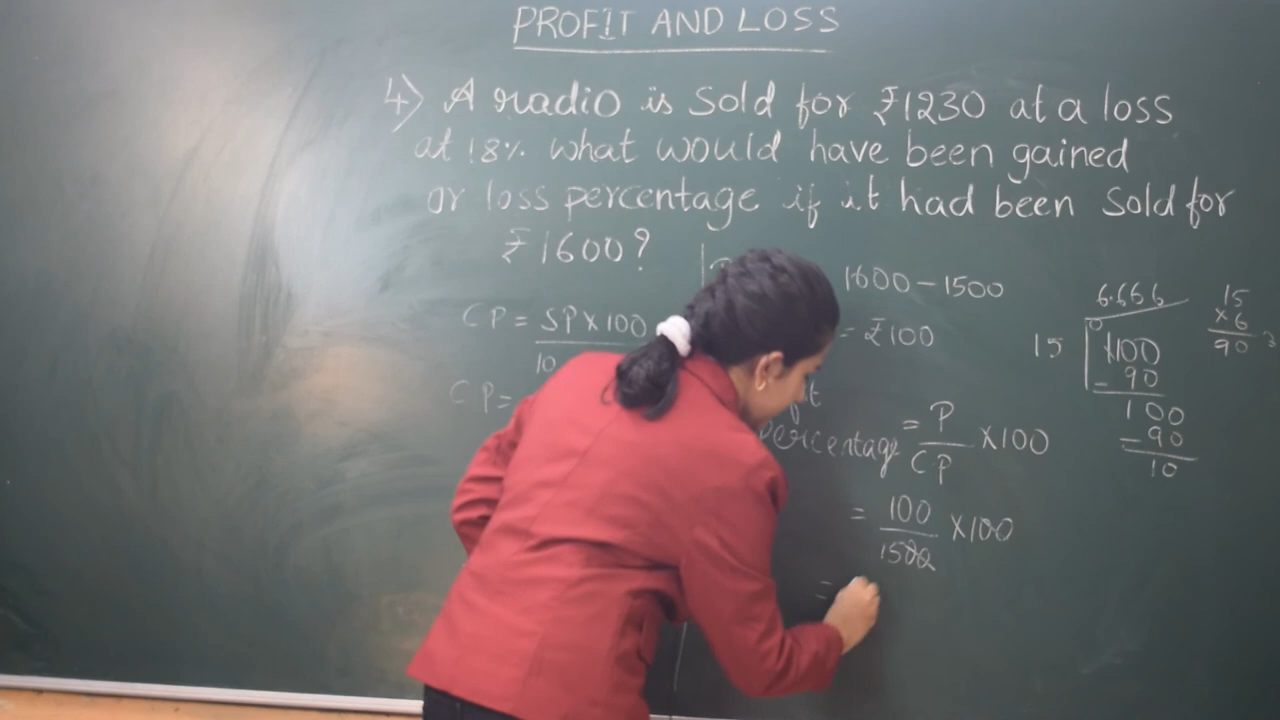 PROFIT AND LOSS
4) A radio is Sold for ₹1230 at a loss
at 18% what would have been gained
or loss percentage if it had been Sold for
₹1600?
CP = SP×100
10
CP=
1600-1500
= ₹100
percentage = P/CP ×100
= 100/1500 ×100
=
6.666
15
100
- 90
100
- 90
10
15
×6
90